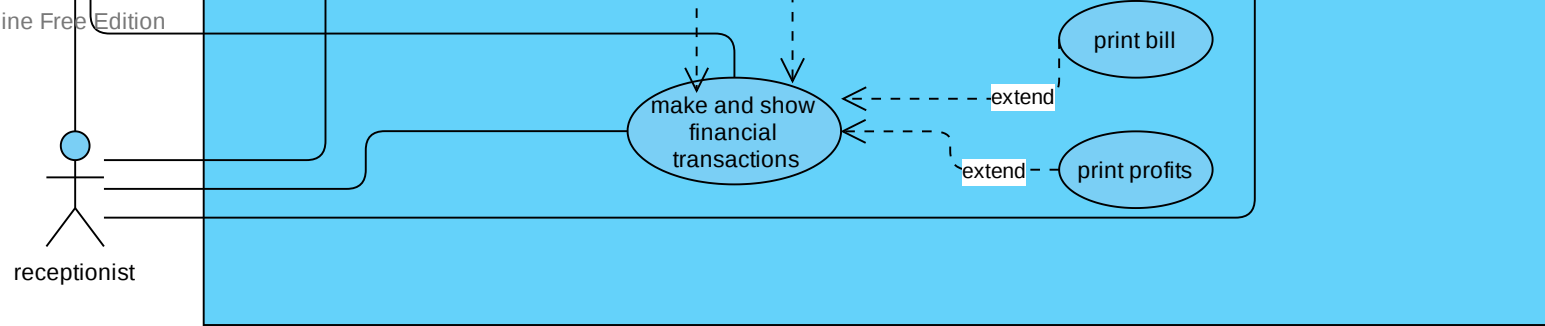 ine Free Edition
print bill
extend
make and show
financial
transactions
extend
print profits
receptionist